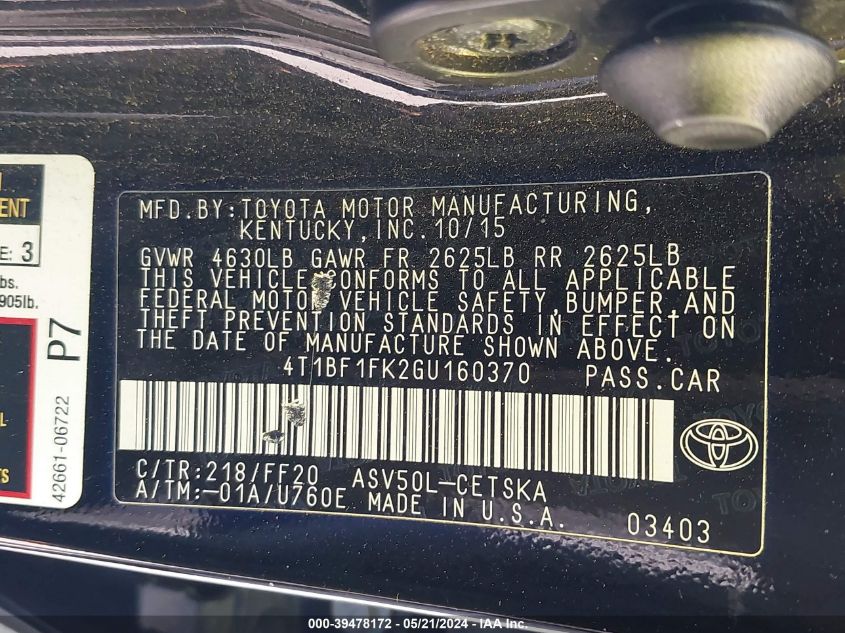 MFD.BY:TOYOTA MOTOR MANUFACTURING,
KENTUCKY,INC.10/15
GVWR 4630LB GAWR FR 2625LB RR 2625LB
THIS VEHICLE CONFORMS TO ALL APPLICABLE
FEDERAL MOTOR VEHICLE SAFETY,BUMPER,AND
THEFT PREVENTION STANDARDS IN EFFECT ON
THE DATE OF MANUFACTURE SHOWN ABOVE.
4T1BF1FK2GU160370 PASS.CAR
C/TR:218/FF20 ASV50L-CETSKA
A/TM:-01A/U760E MADE IN U.S.A. 03403
E: 3
bs.
905lb.
P7
42661-06722
000-39478172 - 05/21/2024 - IAA Inc.